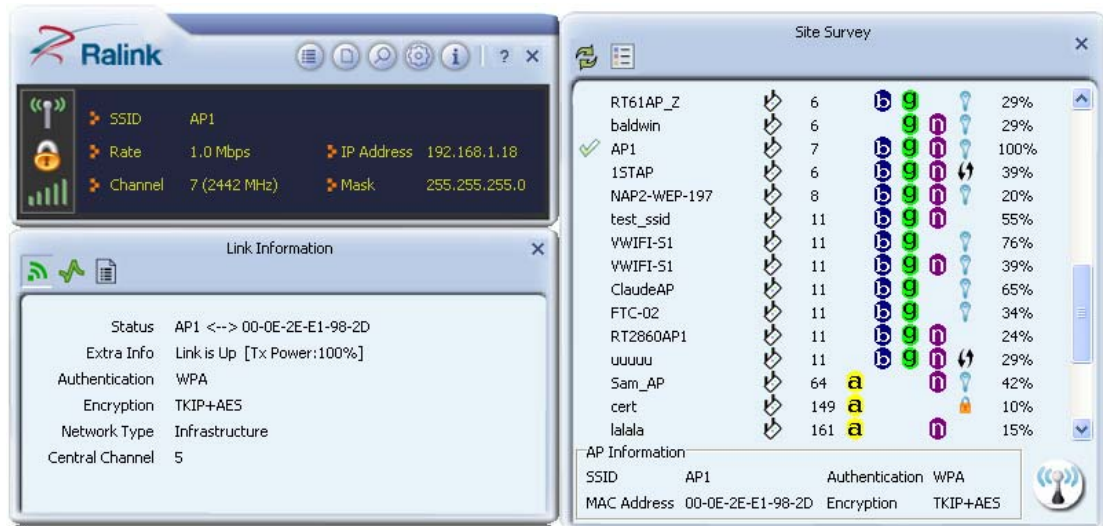 Ralink
? ×
SSID AP1
Rate 1.0 Mbps IP Address 192.168.1.18
Channel 7 (2442 MHz) Mask 255.255.255.0
Link Information
Status AP1 <--> 00-0E-2E-E1-98-2D
Extra Info Link is Up [Tx Power:100%]
Authentication WPA
Encryption TKIP+AES
Network Type Infrastructure
Central Channel 5
Site Survey
RT61AP_Z 6 b g 29%
baldwin 6 g n 29%
AP1 7 b g n 100%
1STAP 6 b g n 39%
NAP2-WEP-197 8 b g n 20%
test_ssid 11 b g n 55%
VWIFI-S1 11 b g 76%
VWIFI-S1 11 b g n 39%
ClaudeAP 11 b g 65%
FTC-02 11 b g 34%
RT2860AP1 11 b g n 24%
uuuuu 11 b g n 29%
Sam_AP 64 a n 42%
cert 149 a 10%
lalala 161 a n 15%
AP Information
SSID AP1 Authentication WPA
MAC Address 00-0E-2E-E1-98-2D Encryption TKIP+AES